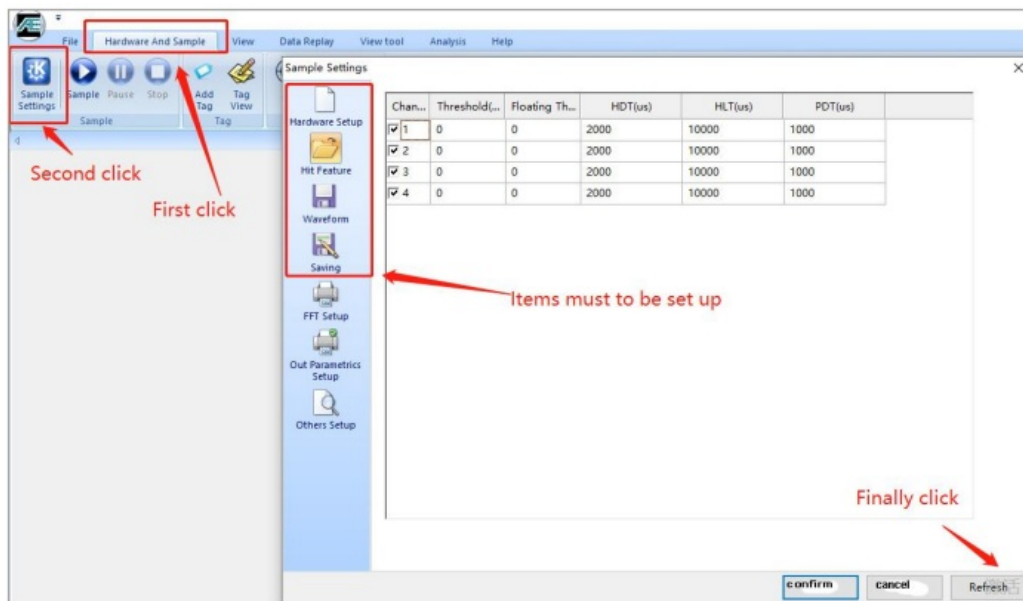 File Hardware And Sample View Data Replay View tool Analysis Help
Sample Settings
Sample
Pause
Stop
Add Tag
Tag View
Sample
Tag
Second click
First click
Sample Settings
Hardware Setup
Hit Feature
Waveform
Saving
FFT Setup
Out Parametrics
Setup
Others Setup
Chan... Threshold(... Floating Th... HDT(us) HLT(us) PDT(us)
1 0 0 2000 10000 1000
2 0 0 2000 10000 1000
3 0 0 2000 10000 1000
4 0 0 2000 10000 1000
Items must to be set up
Finally click
confirm cancel Refresh